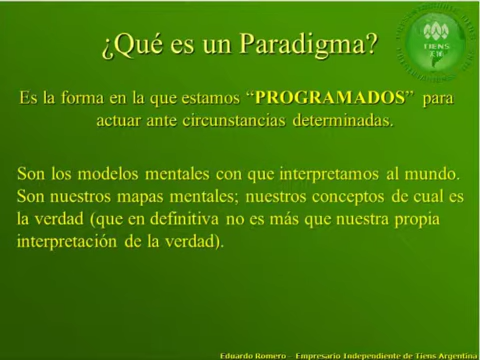 ¿Qué es un Paradigma?
TIENS
Es la forma en la que estamos “PROGRAMADOS” para
actuar ante circunstancias determinadas.
Son los modelos mentales con que interpretamos al mundo.
Son nuestros mapas mentales; nuestros conceptos de cual es
la verdad (que en definitiva no es más que nuestra propia
interpretación de la verdad).
Eduardo Romero - Empresario Independiente de Tiens Argentina